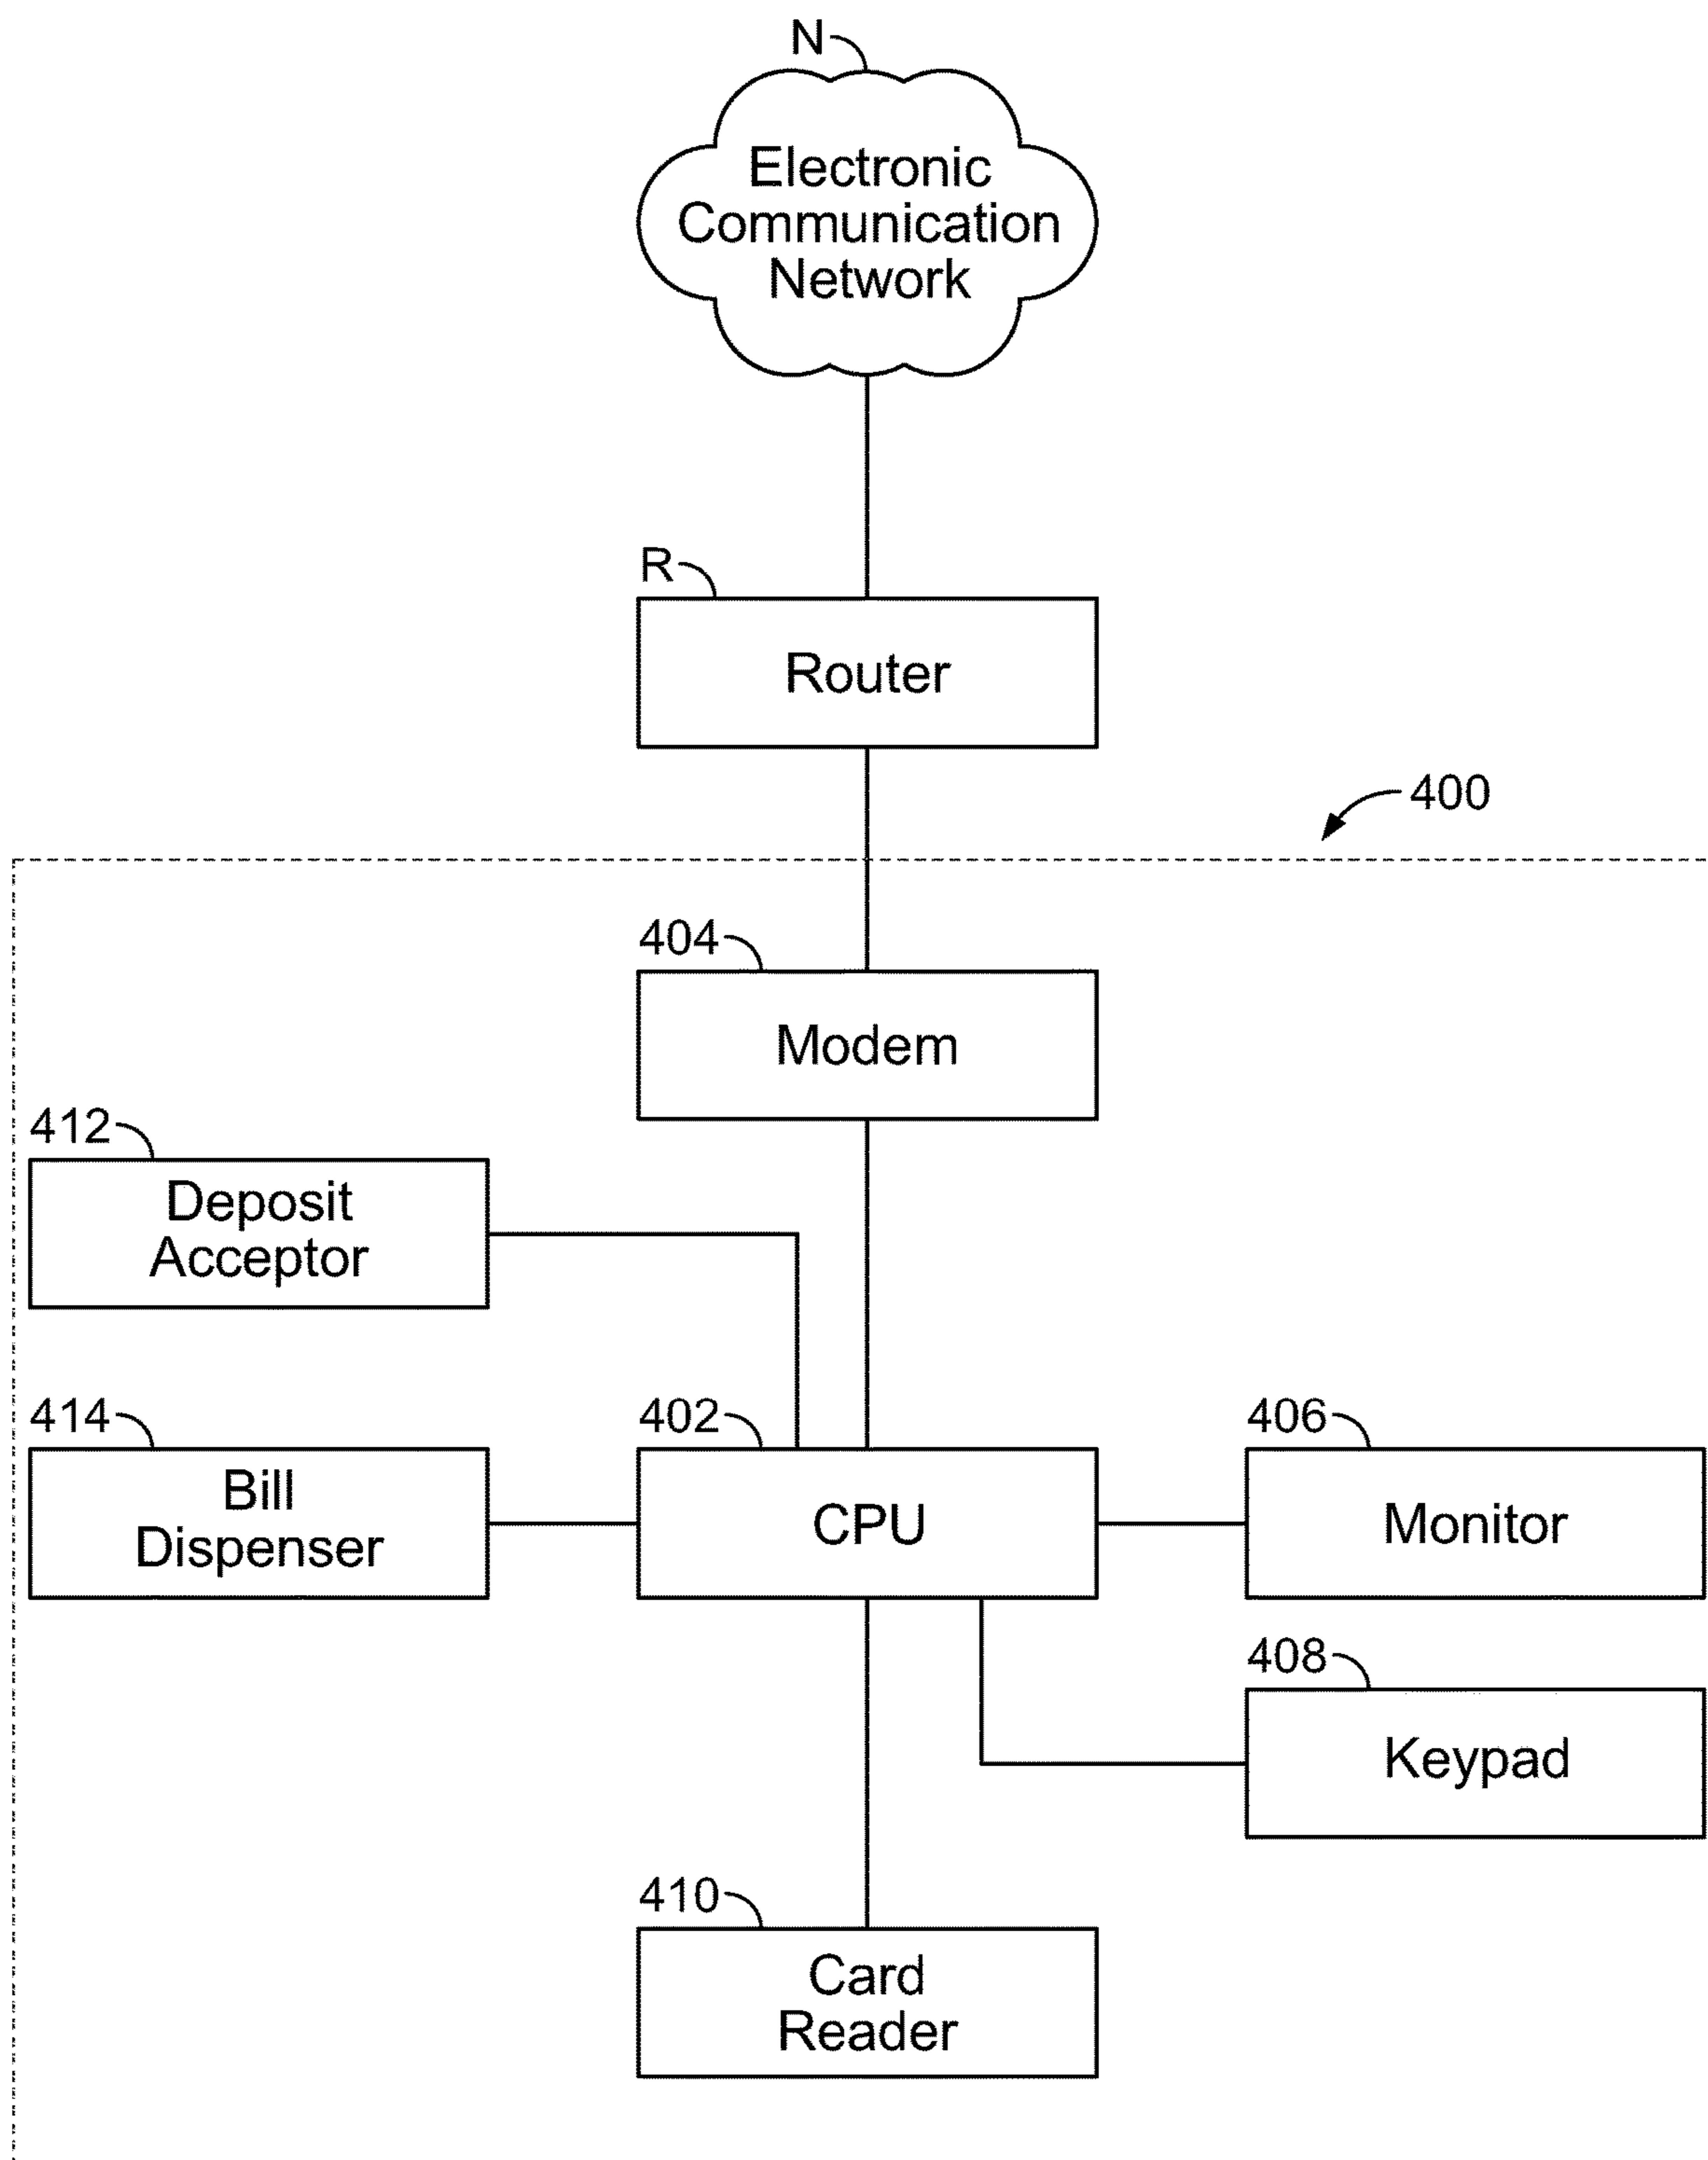 N
Electronic
Communication
Network
R
Router
400
404
Modem
412
Deposit
Acceptor
414
Bill
Dispenser
402
CPU
406
Monitor
408
Keypad
410
Card
Reader